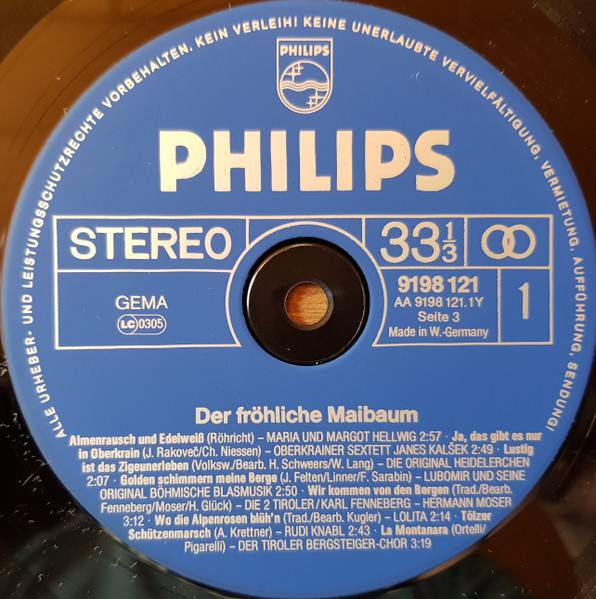 ALLE URHEBER- UND LEISTUNGSSCHUTZRECHTE VORBEHALTEN. KEIN VERLEIH! KEINE UNERLAUBTE VERVIELFÄLTIGUNG, VERMIETUNG, AUFFÜHRUNG, SENDUNG!
PHILIPS
PHILIPS
STEREO
33 1/3
GEMA
LC 0305
9198 121
AA 9198 121.1Y
Seite 3
Made in W.-Germany
1
Der fröhliche Maibaum
Almenrausch und Edelweiß (Röhricht) – MARIA UND MARGOT HELLWIG 2:57 · Ja, das gibt es nur
in Oberkrain (J. Rakoveč/Ch. Niessen) – OBERKRAINER SEXTETT JANES KALŠEK 2:49 · Lustig
ist das Zigeunerleben (Volksw./Bearb. H. Schweers/W. Lang) – DIE ORIGINAL HEIDELERCHEN
2:07 · Golden schimmern meine Berge (J. Felten/Linner/F. Sarabin) – LUBOMIR UND SEINE
ORIGINAL BÖHMISCHE BLASMUSIK 2:50 · Wir kommen von den Bergen (Trad./Bearb.
Fenneberg/Moser/H. Glück) – DIE 2 TIROLER/KARL FENNEBERG – HERMANN MOSER
3:12 · Wo die Alpenrosen blüh'n (Trad./Bearb. Kugler) – LOLITA 2:14 · Tölzer
Schützenmarsch (A. Krettner) – RUDI KNABL 2:43 · La Montanara (Ortelli/
Pigarelli) – DER TIROLER BERGSTEIGER-CHOR 3:19